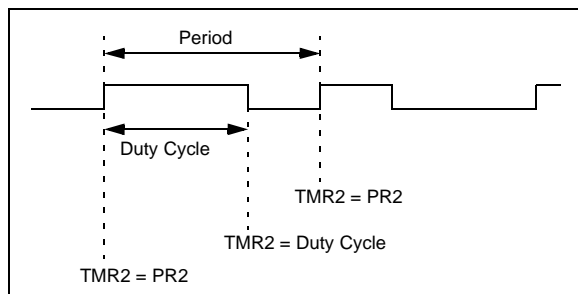 Period
Duty Cycle
TMR2 = PR2
TMR2 = Duty Cycle
TMR2 = PR2